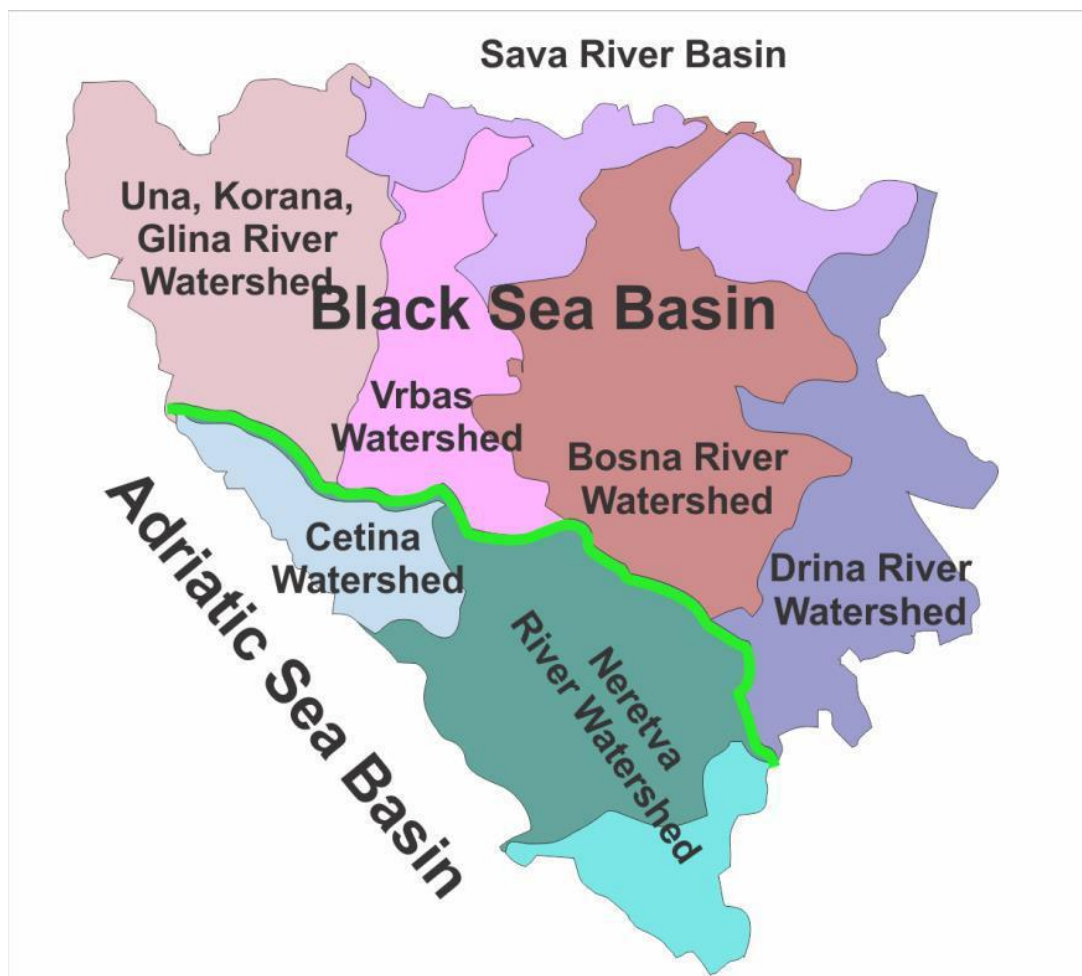 Sava River Basin
Una, Korana,
Glina River
Watershed
Black Sea Basin
Vrbas
Watershed
Bosna River
Watershed
Cetina
Watershed
Drina River
Watershed
Neretva
River Watershed
Adriatic Sea Basin